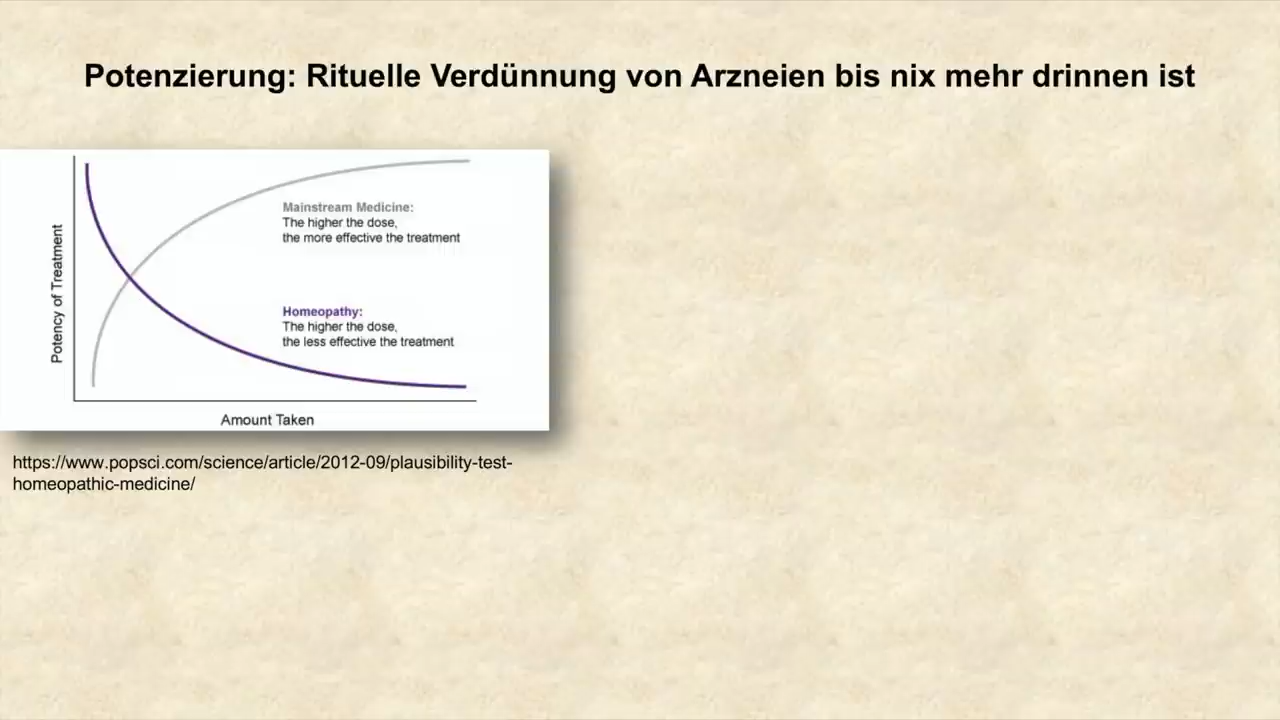 Potenzierung: Rituelle Verdünnung von Arzneien bis nix mehr drinnen ist
Potency of Treatment
Mainstream Medicine:
The higher the dose,
the more effective the treatment
Homeopathy:
The higher the dose,
the less effective the treatment
Amount Taken
https://www.popsci.com/science/article/2012-09/plausibility-test-
homeopathic-medicine/